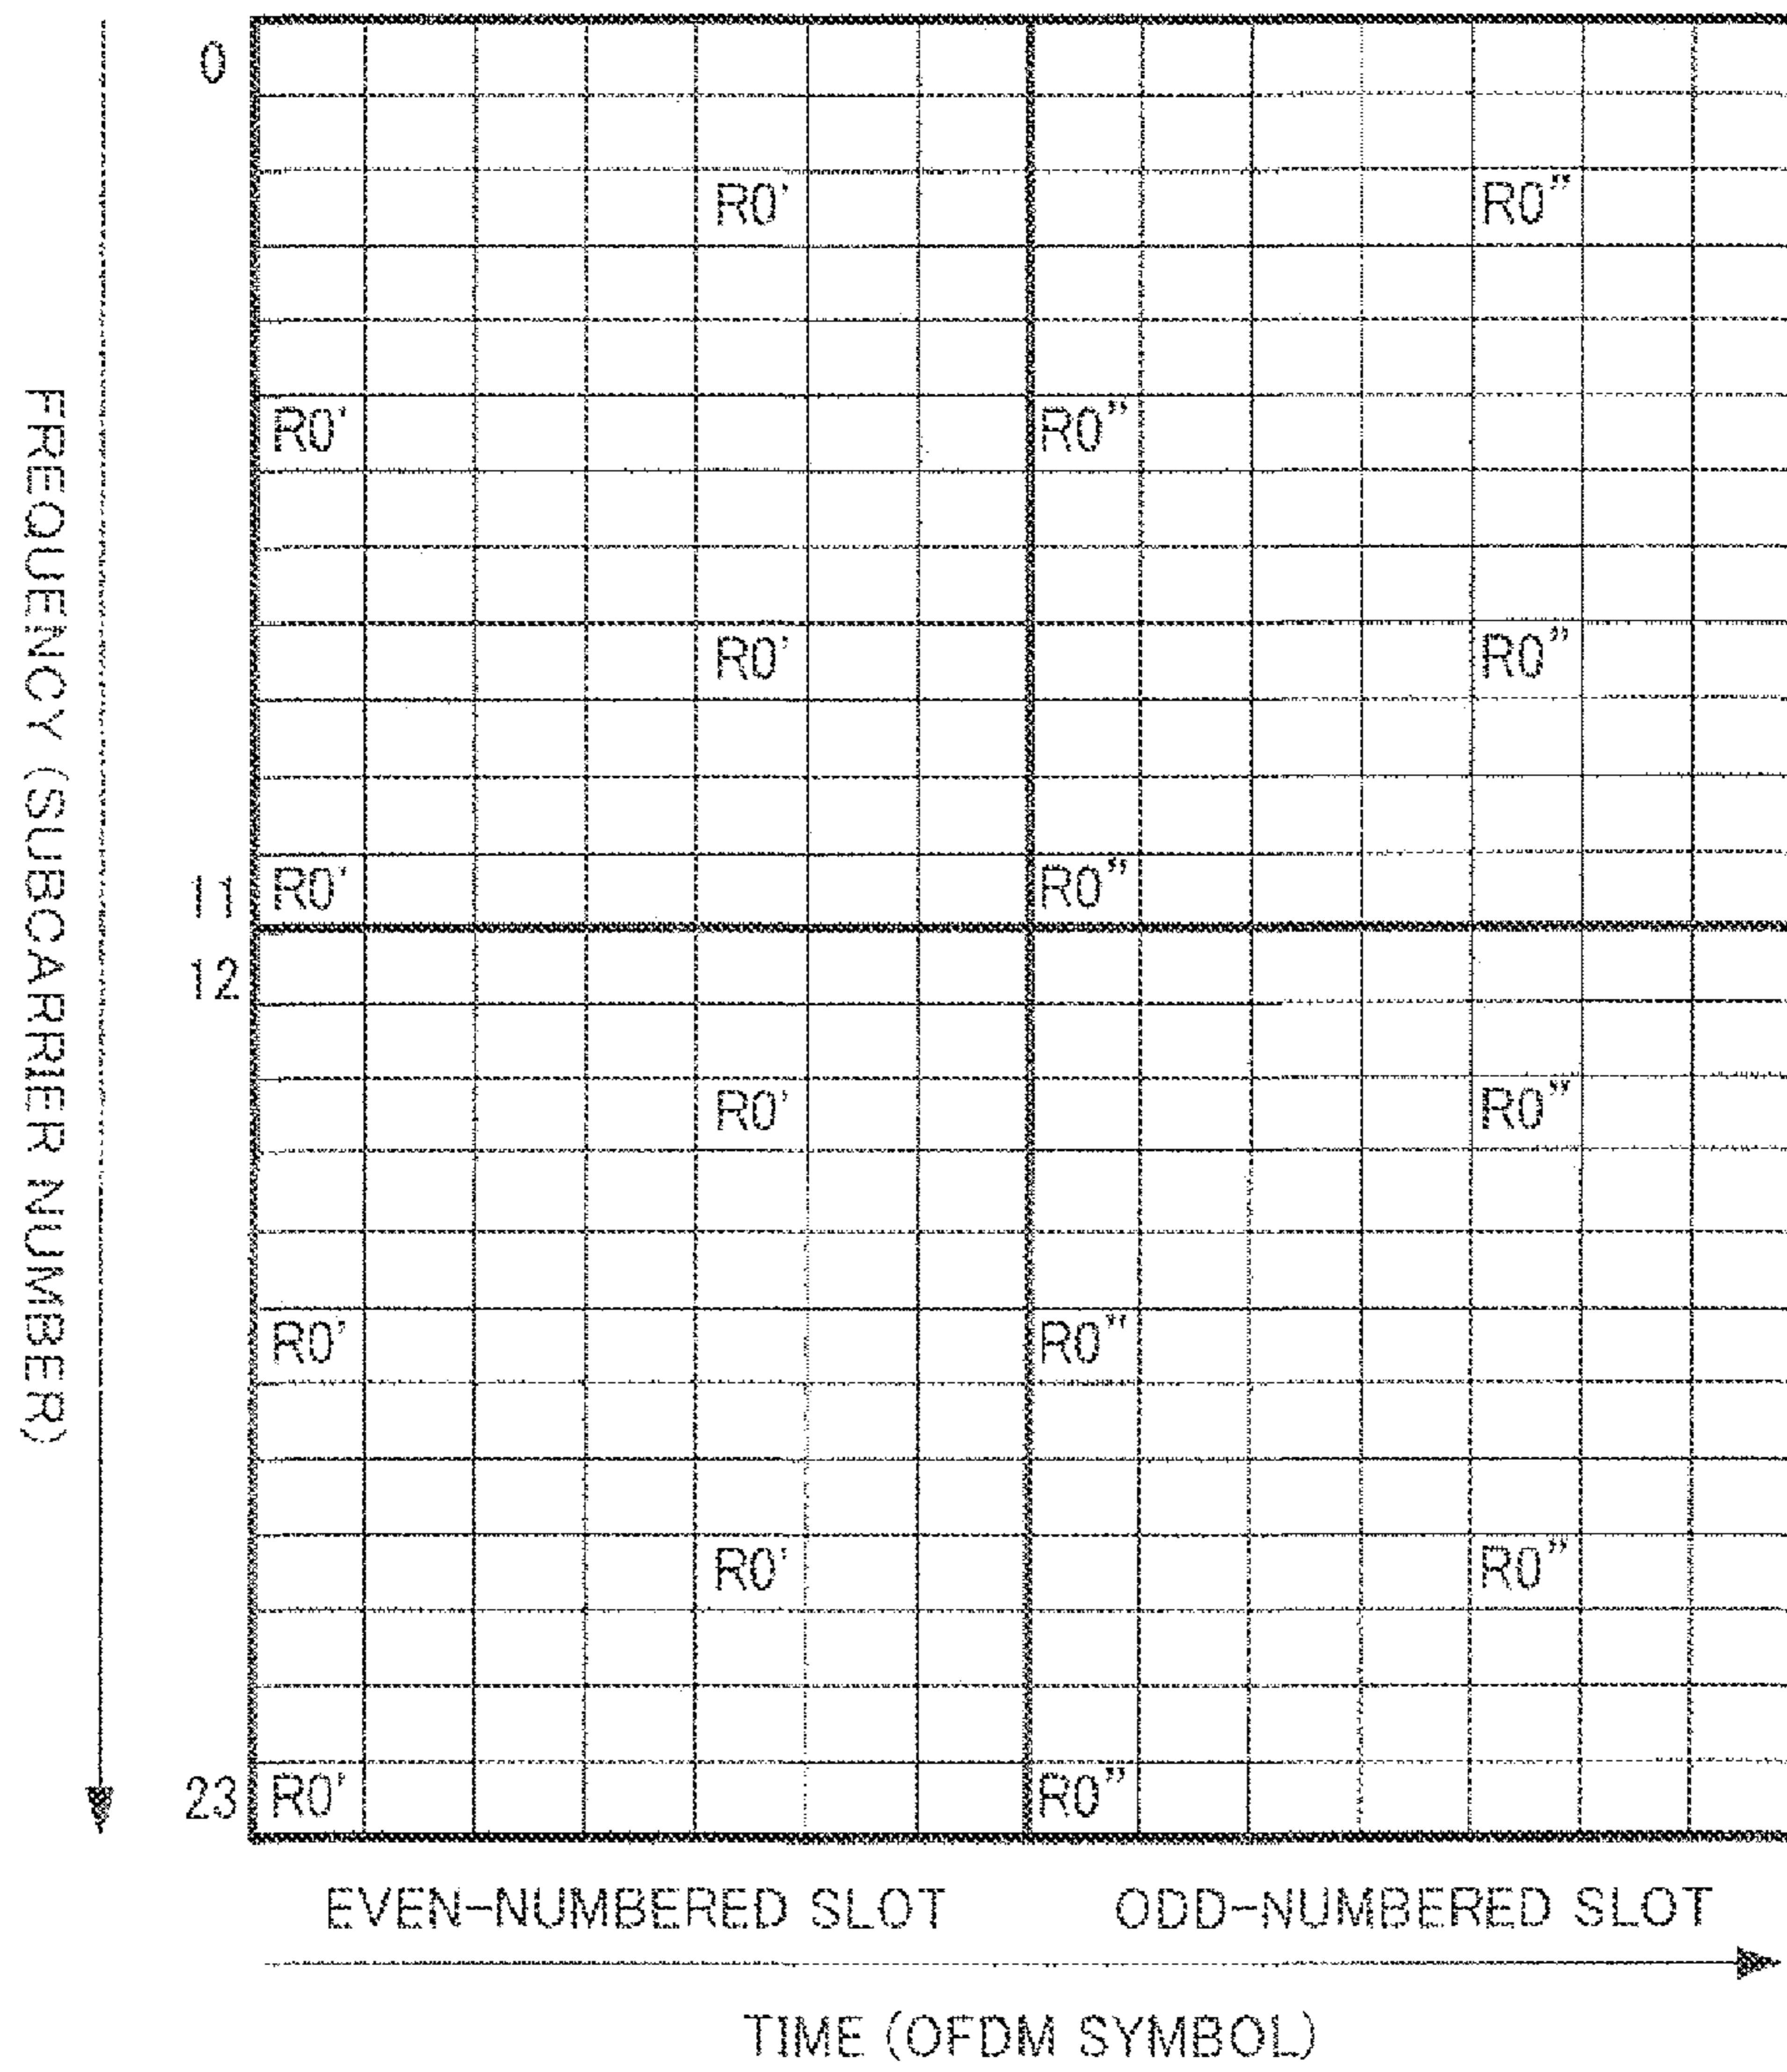 0
R0' R0”
R0' R0”
R0' R0”
11 R0' R0”
12
R0' R0”
R0' R0”
R0' R0”
23 R0' R0”
FREQUENCY (SUBCARRIER NUMBER)
EVEN-NUMBERED SLOT ODD-NUMBERED SLOT
TIME (OFDM SYMBOL)